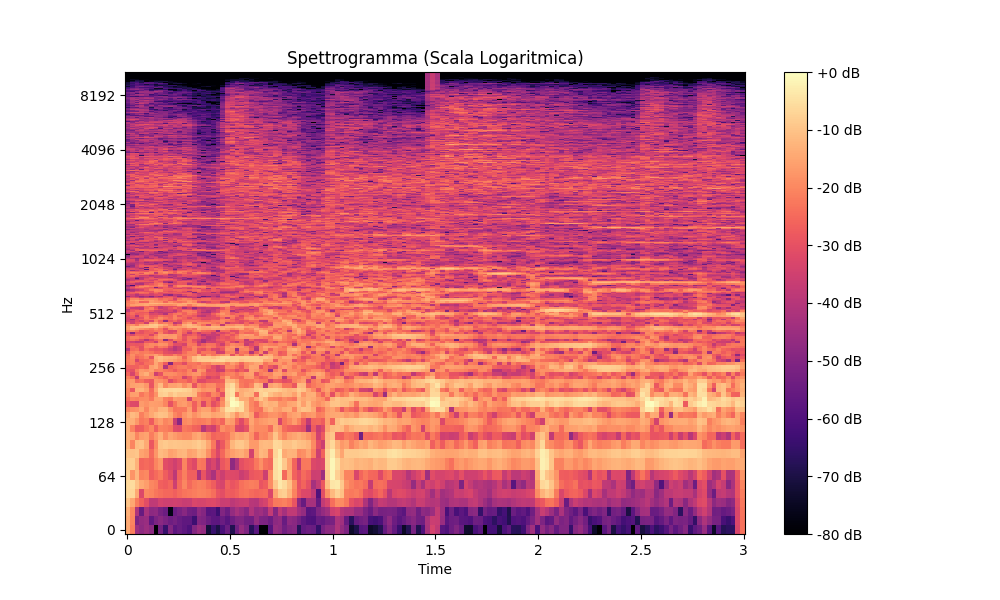 Spettrogramma (Scala Logaritmica)
Hz
8192
4096
2048
1024
512
256
128
64
0
0
0.5
1
1.5
2
2.5
3
Time
+0 dB
-10 dB
-20 dB
-30 dB
-40 dB
-50 dB
-60 dB
-70 dB
-80 dB